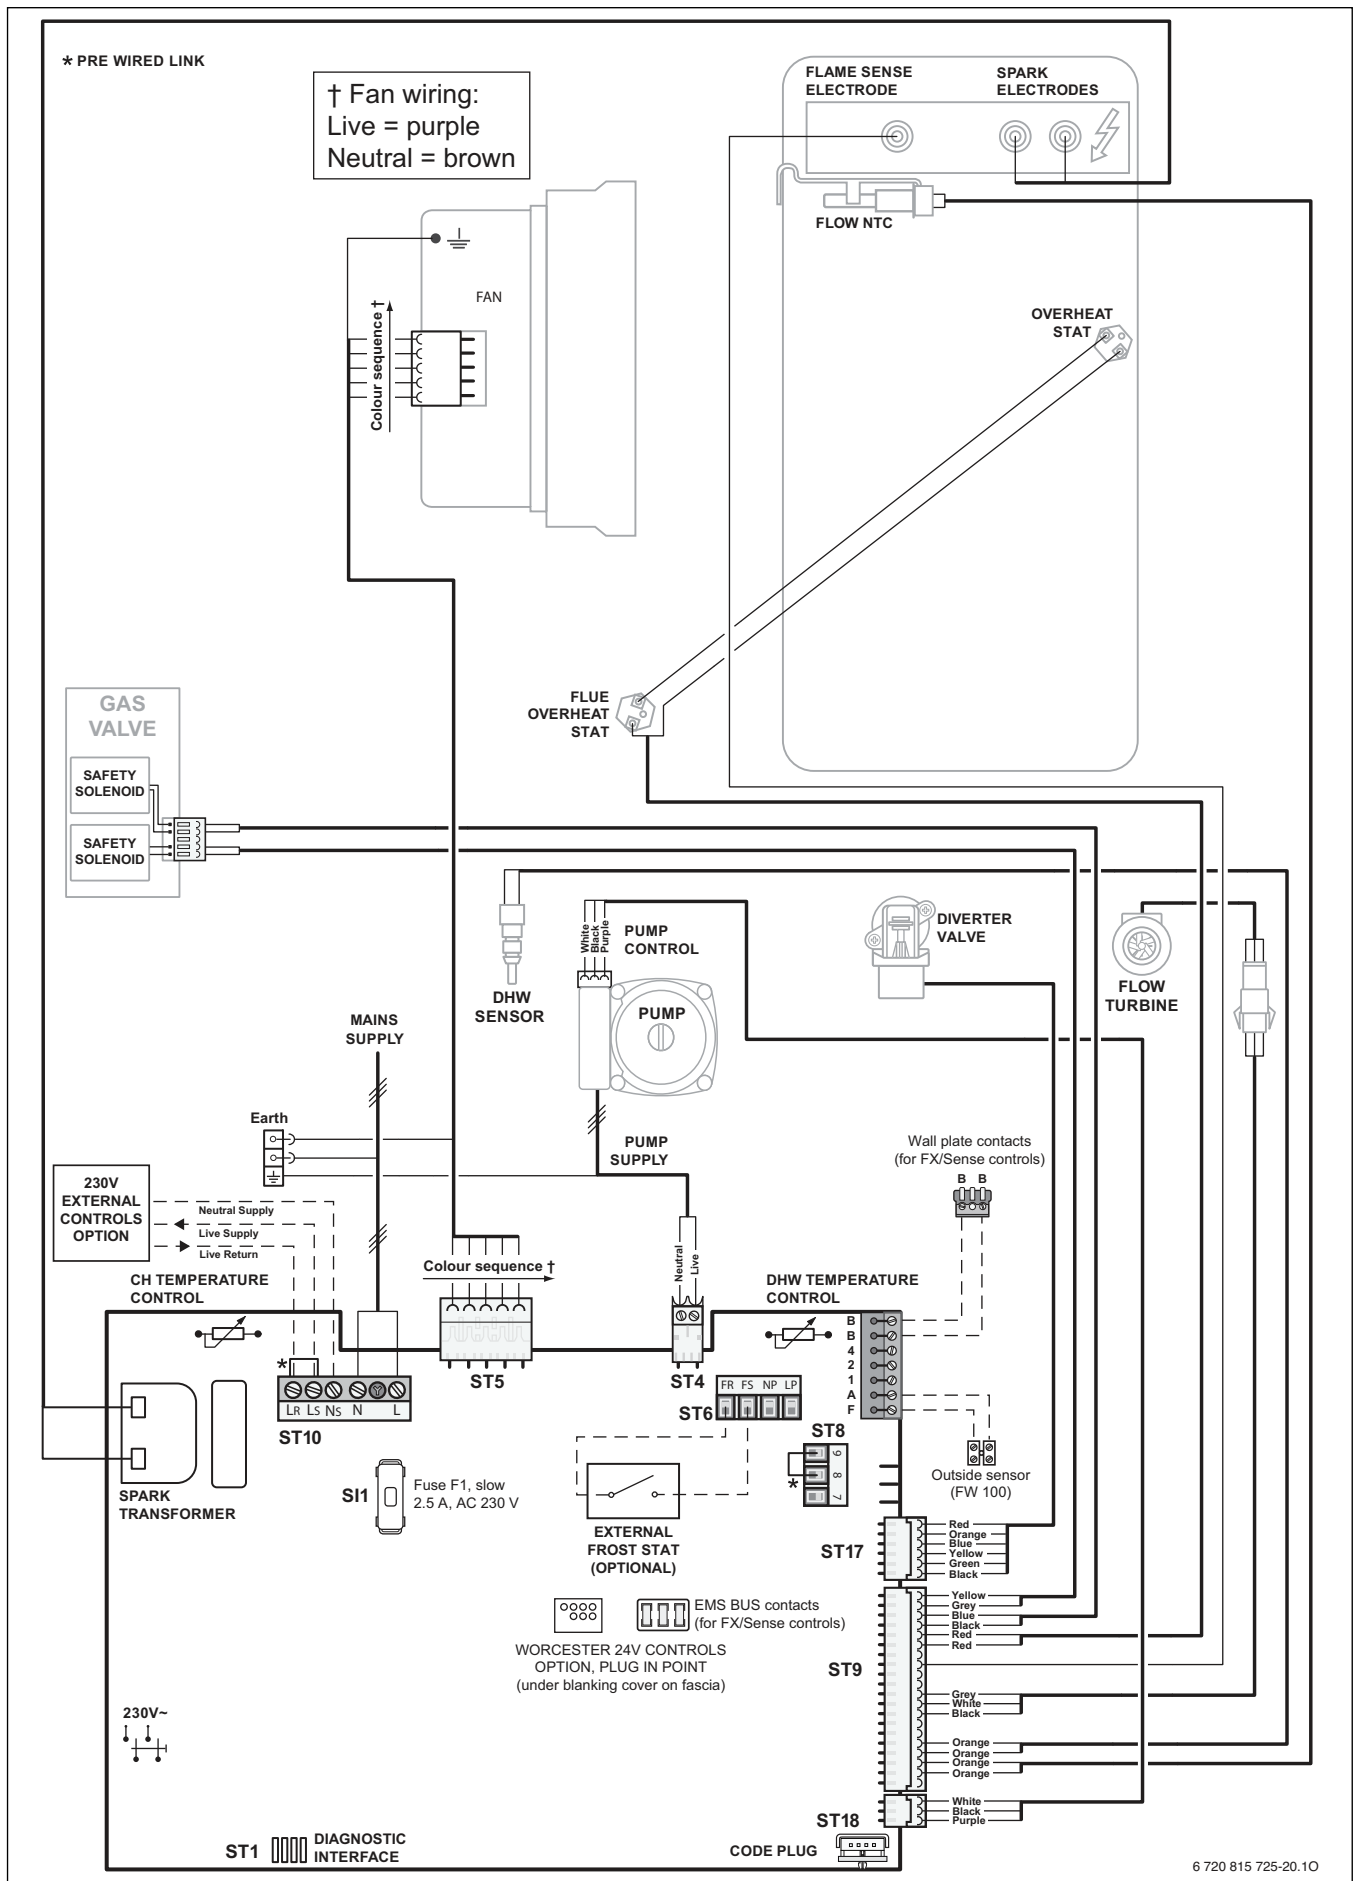 * PRE WIRED LINK
† Fan wiring:
Live = purple
Neutral = brown
FLAME SENSE
ELECTRODE
SPARK
ELECTRODES
FLOW NTC
FAN
Colour sequence †
OVERHEAT
STAT
FLUE
OVERHEAT
STAT
GAS
VALVE
SAFETY
SOLENOID
SAFETY
SOLENOID
White
Black
Purple
PUMP
CONTROL
DIVERTER
VALVE
DHW
SENSOR
PUMP
FLOW
TURBINE
MAINS
SUPPLY
Earth
PUMP
SUPPLY
Wall plate contacts
(for FX/Sense controls)
B B
230V
EXTERNAL
CONTROLS
OPTION
Neutral Supply
Live Supply
Live Return
Colour sequence †
Neutral
Live
CH TEMPERATURE
CONTROL
DHW TEMPERATURE
CONTROL
B
B
4
2
1
A
F
*
LR LS NS N L
ST10
ST5
ST4
FR FS NP LP
ST6
ST8
9
8
7
*
Outside sensor
(FW 100)
SPARK
TRANSFORMER
SI1
Fuse F1, slow
2.5 A, AC 230 V
EXTERNAL
FROST STAT
(OPTIONAL)
ST17
Red
Orange
Blue
Yellow
Green
Black
EMS BUS contacts
(for FX/Sense controls)
WORCESTER 24V CONTROLS
OPTION, PLUG IN POINT
(under blanking cover on fascia)
ST9
Yellow
Grey
Blue
Black
Red
Red
Grey
White
Black
Orange
Orange
Orange
Orange
230V~
ST18
White
Black
Purple
ST1
DIAGNOSTIC
INTERFACE
CODE PLUG
6 720 815 725-20.1O